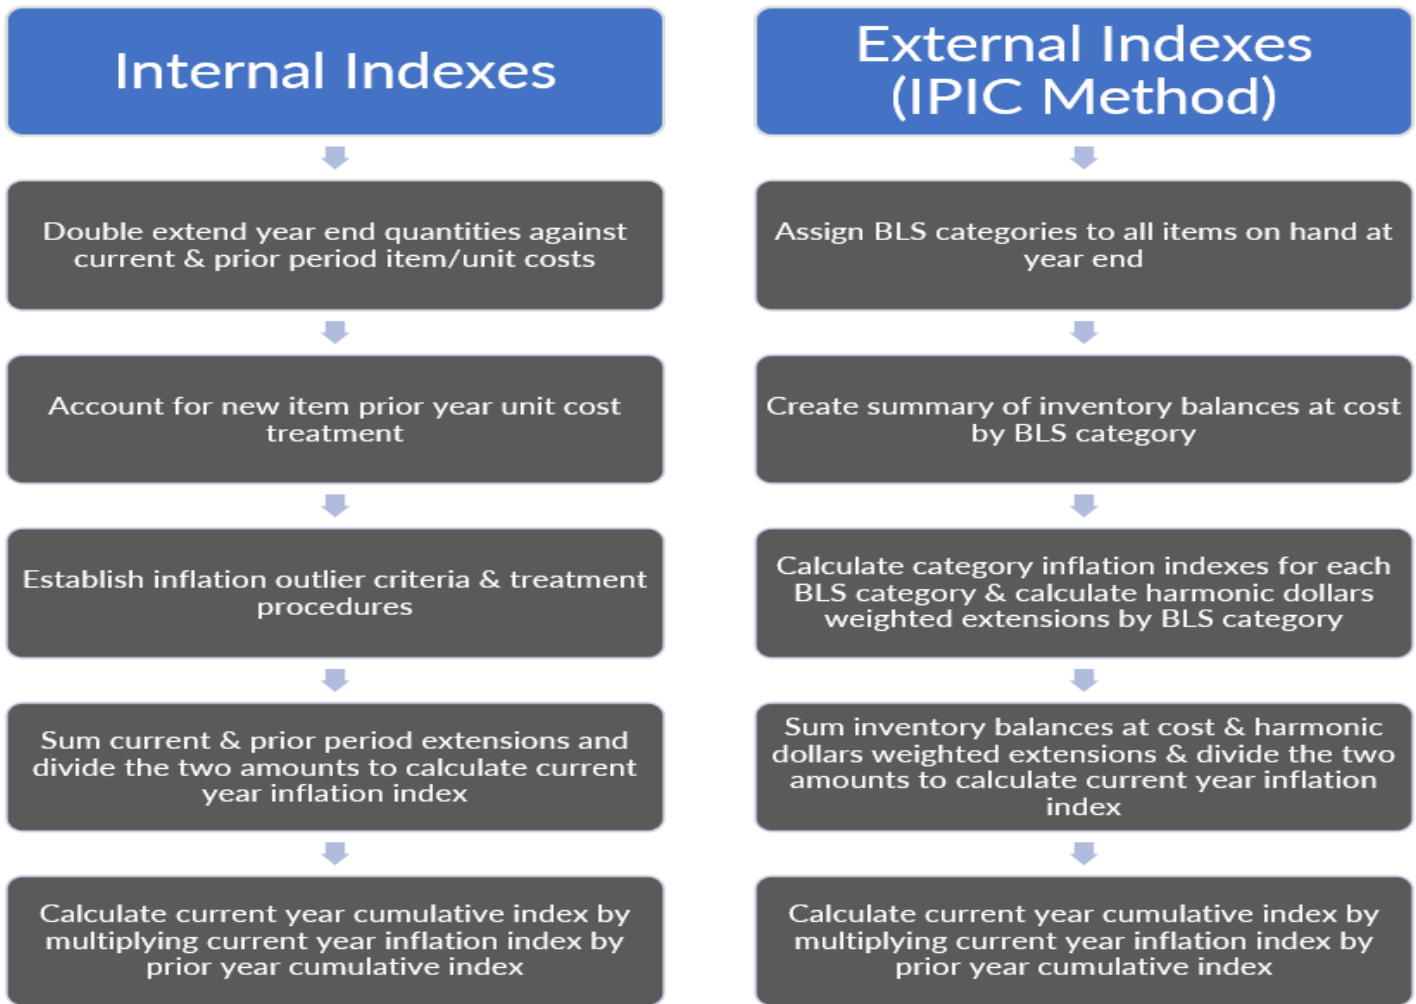 Internal Indexes
Double extend year end quantities against
current & prior period item/unit costs
Account for new item prior year unit cost
treatment
Establish inflation outlier criteria & treatment
procedures
Sum current & prior period extensions and
divide the two amounts to calculate current
year inflation index
Calculate current year cumulative index by
multiplying current year inflation index by
prior year cumulative index
External Indexes
(IPIC Method)
Assign BLS categories to all items on hand at
year end
Create summary of inventory balances at cost
by BLS category
Calculate category inflation indexes for each
BLS category & calculate harmonic dollars
weighted extensions by BLS category
Sum inventory balances at cost & harmonic
dollars weighted extensions & divide the two
amounts to calculate current year inflation
index
Calculate current year cumulative index by
multiplying current year inflation index by
prior year cumulative index